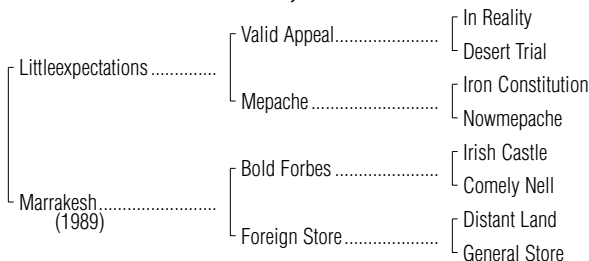 In Reality
Valid Appeal....................
Desert Trial
Littleexpectations .............
Iron Constitution
Mepache ........................
Nowmepache
Irish Castle
Bold Forbes ...................
Comely Nell
Marrakesh.......................
(1989)
Distant Land
Foreign Store..................
General Store